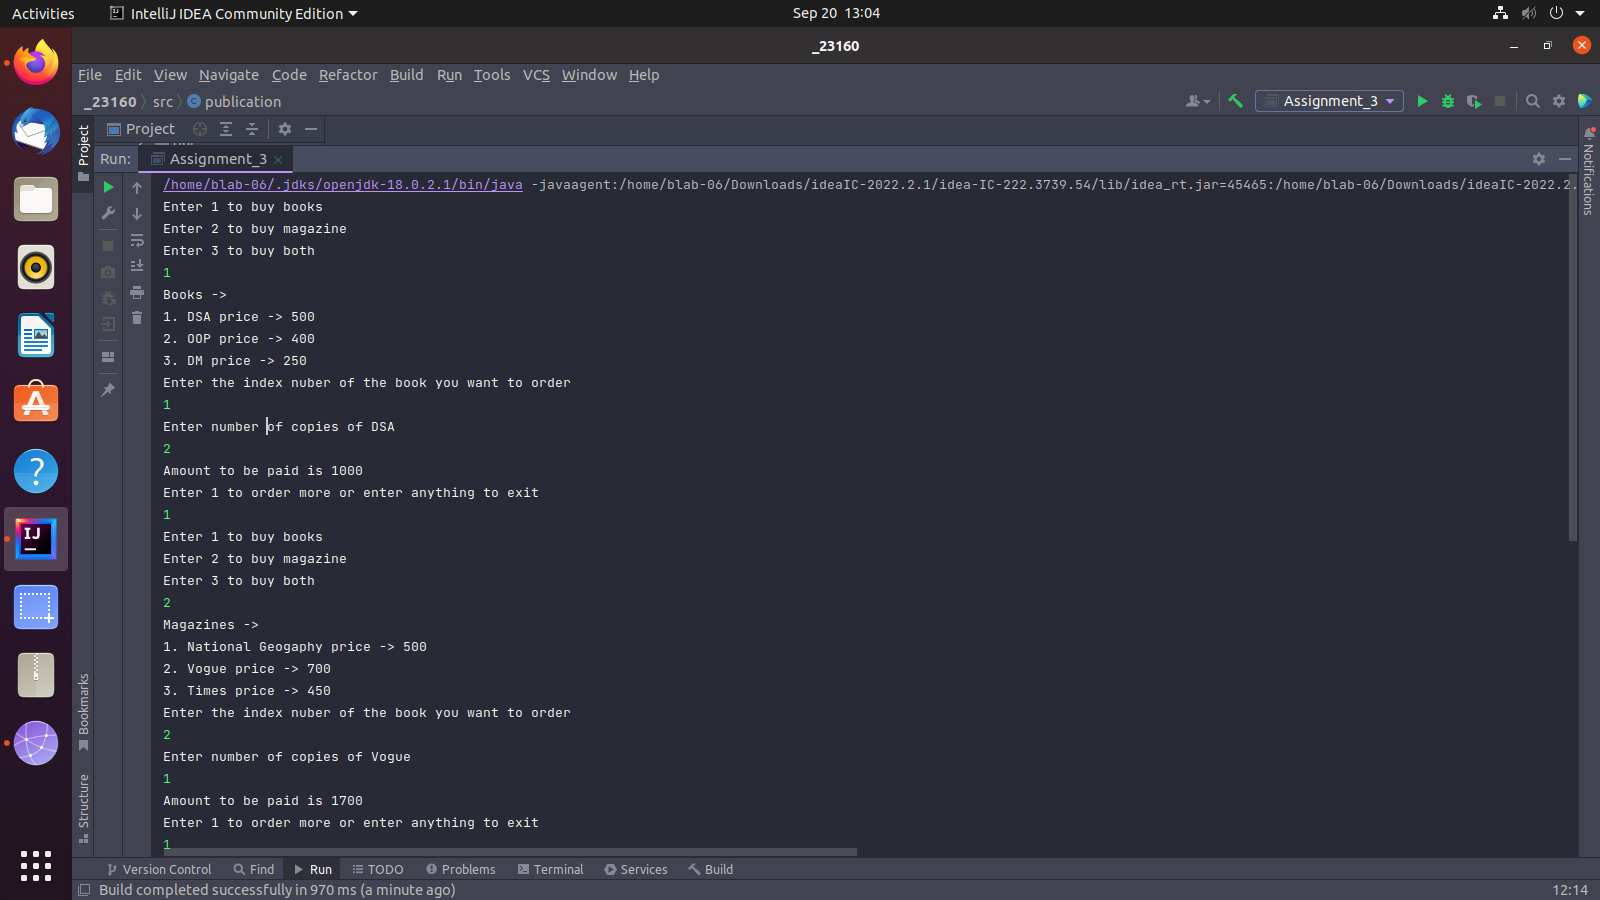 Activities IntelliJ IDEA Community Edition Sep 20 13:04
_23160
File Edit View Navigate Code Refactor Build Run Tools VCS Window Help
_23160 src publication Assignment_3
Project
Run: Assignment_3
/home/blab-06/.jdks/openjdk-18.0.2.1/bin/java -javaagent:/home/blab-06/Downloads/ideaIC-2022.2.1/idea-IC-222.3739.54/lib/idea_rt.jar=45465:/home/blab-06/Downloads/ideaIC-2022.2.
Enter 1 to buy books
Enter 2 to buy magazine
Enter 3 to buy both
1
Books ->
1. DSA price -> 500
2. OOP price -> 400
3. DM price -> 250
Enter the index nuber of the book you want to order
1
Enter number of copies of DSA
2
Amount to be paid is 1000
Enter 1 to order more or enter anything to exit
1
Enter 1 to buy books
Enter 2 to buy magazine
Enter 3 to buy both
2
Magazines ->
1. National Geogaphy price -> 500
2. Vogue price -> 700
3. Times price -> 450
Enter the index nuber of the book you want to order
2
Enter number of copies of Vogue
1
Amount to be paid is 1700
Enter 1 to order more or enter anything to exit
1
Project
Bookmarks
Structure
Notifications
IJ
Version Control Find Run TODO Problems Terminal Services Build
Build completed successfully in 970 ms (a minute ago) 12:14